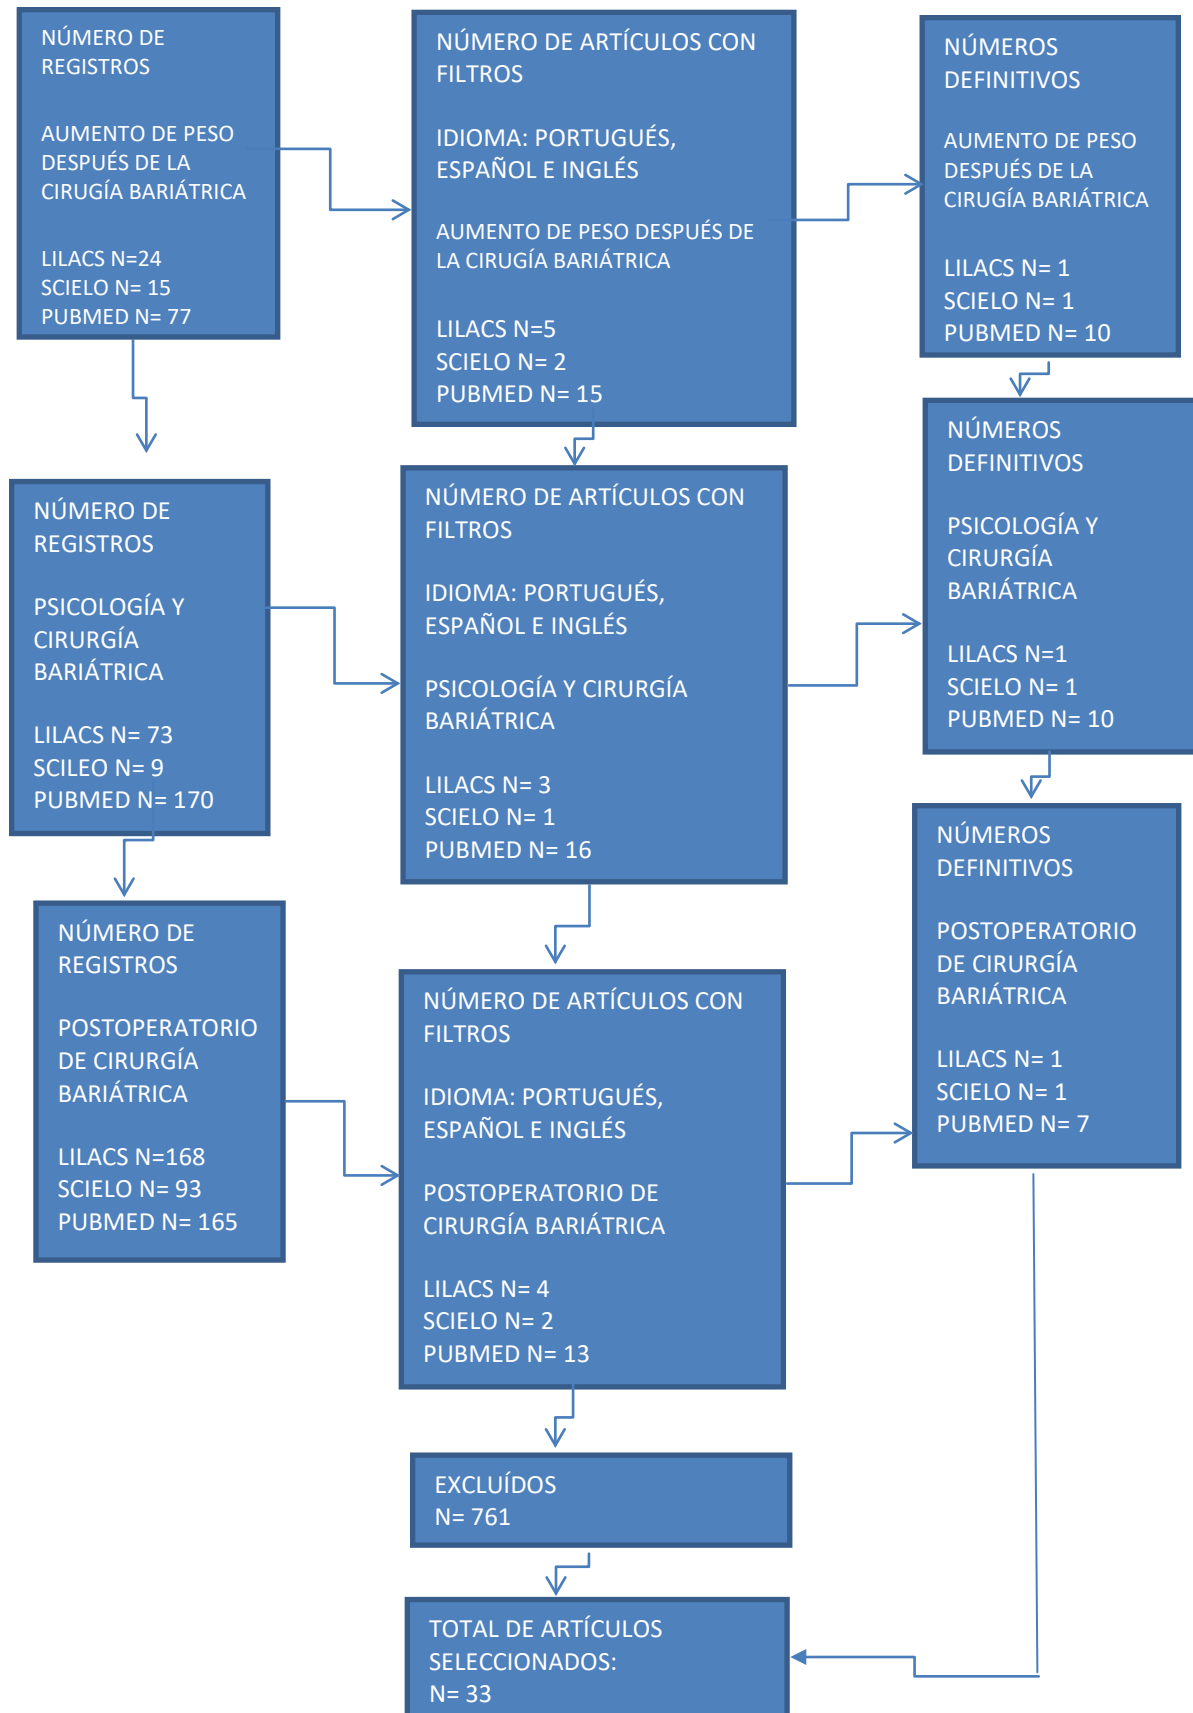 NÚMERO DE
REGISTROS
AUMENTO DE PESO
DESPUÉS DE LA
CIRUGÍA BARIÁTRICA
LILACS N=24
SCIELO N= 15
PUBMED N= 77
NÚMERO DE ARTÍCULOS CON
FILTROS
IDIOMA: PORTUGUÉS,
ESPAÑOL E INGLÉS
AUMENTO DE PESO DESPUÉS DE
LA CIRUGÍA BARIÁTRICA
LILACS N=5
SCIELO N= 2
PUBMED N= 15
NÚMEROS
DEFINITIVOS
AUMENTO DE PESO
DESPUÉS DE LA
CIRUGÍA BARIÁTRICA
LILACS N= 1
SCIELO N= 1
PUBMED N= 10
NÚMERO DE
REGISTROS
PSICOLOGÍA Y
CIRURGÍA
BARIÁTRICA
LILACS N= 73
SCILEO N= 9
PUBMED N= 170
NÚMERO DE ARTÍCULOS CON
FILTROS
IDIOMA: PORTUGUÉS,
ESPAÑOL E INGLÉS
PSICOLOGÍA Y CIRURGÍA
BARIÁTRICA
LILACS N= 3
SCIELO N= 1
PUBMED N= 16
NÚMEROS
DEFINITIVOS
PSICOLOGÍA Y
CIRURGÍA
BARIÁTRICA
LILACS N=1
SCIELO N= 1
PUBMED N= 10
NÚMERO DE
REGISTROS
POSTOPERATORIO
DE CIRURGÍA
BARIÁTRICA
LILACS N=168
SCIELO N= 93
PUBMED N= 165
NÚMERO DE ARTÍCULOS CON
FILTROS
IDIOMA: PORTUGUÉS,
ESPAÑOL E INGLÉS
POSTOPERATORIO DE
CIRURGÍA BARIÁTRICA
LILACS N= 4
SCIELO N= 2
PUBMED N= 13
NÚMEROS
DEFINITIVOS
POSTOPERATORIO
DE CIRURGÍA
BARIÁTRICA
LILACS N= 1
SCIELO N= 1
PUBMED N= 7
EXCLUÍDOS
N= 761
TOTAL DE ARTÍCULOS
SELECCIONADOS:
N= 33